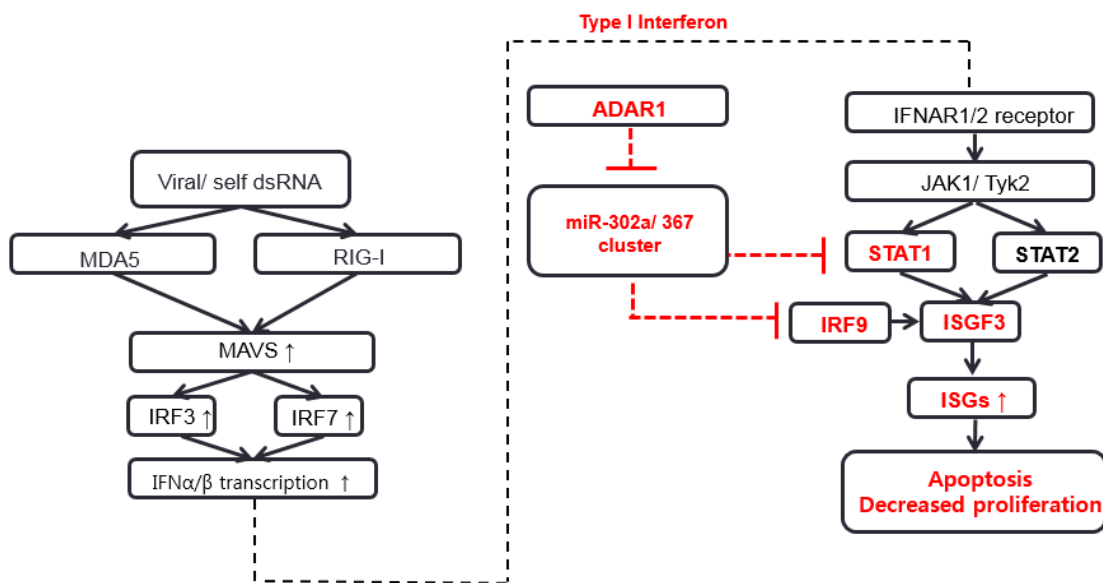 Type I Interferon
ADAR1
IFNAR1/2 receptor
Viral/ self dsRNA
JAK1/ Tyk2
miR-302a/ 367
cluster
MDA5
RIG-I
STAT1
STAT2
MAVS ↑
IRF9
ISGF3
IRF3 ↑
IRF7 ↑
ISGs ↑
IFNα/β transcription ↑
Apoptosis
Decreased proliferation